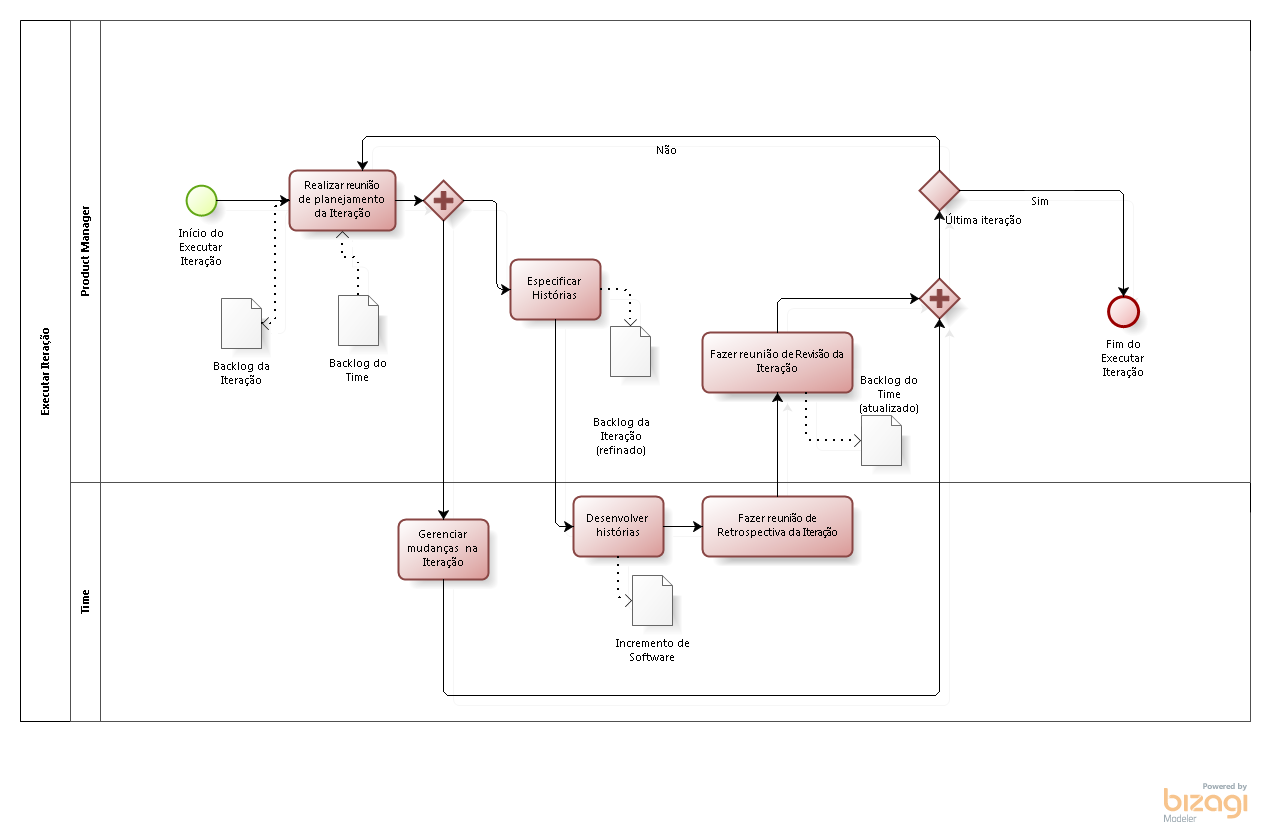 Executar Iteração
Product Manager
Time
Não
Realizar reunião
de planejamento
da Iteração
Início do
Executar
Iteração
Sim
Última iteração
Especificar
Histórias
Backlog da
Iteração
Backlog do
Time
Fazer reunião de Revisão da
Iteração
Fim do
Executar
Iteração
Backlog do
Time
(atualizado)
Backlog da
Iteração
(refinado)
Gerenciar
mudanças  na
Iteração
Desenvolver
histórias
Fazer reunião de
Retrospectiva da Iteração
Incremento de
Software
Powered by
bizagi
Modeler